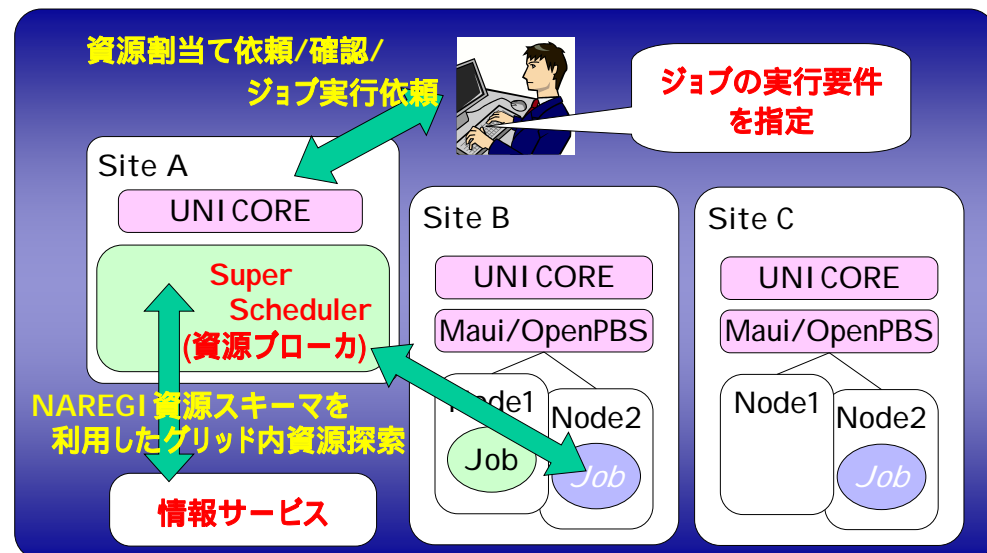 資源割当て依頼/確認/
ジョブ実行依頼
ジョブの実行要件
を指定
Site A
UNICORE
Super
Scheduler
(資源ブローカ)
NAREGI資源スキーマを
利用したグリッド内資源探索
情報サービス
Site B
UNICORE
Maui/OpenPBS
Node1
Job
Node2
Job
Site C
UNICORE
Maui/OpenPBS
Node1
Node2
Job